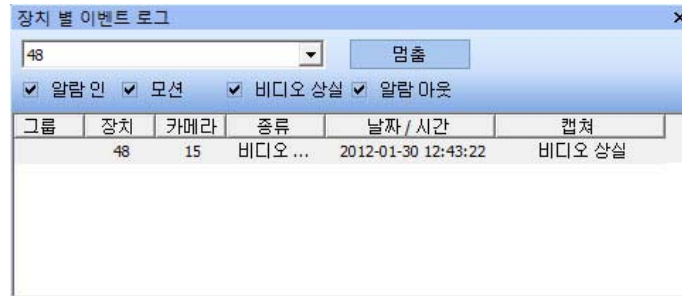 장치 별 이벤트 로그
48 멈춤
알람 인 모션 비디오 상실 알람 아웃
그룹 장치 카메라 종류 날짜 / 시간 캡쳐
48 15 비디오 ... 2012-01-30 12:43:22 비디오 상실